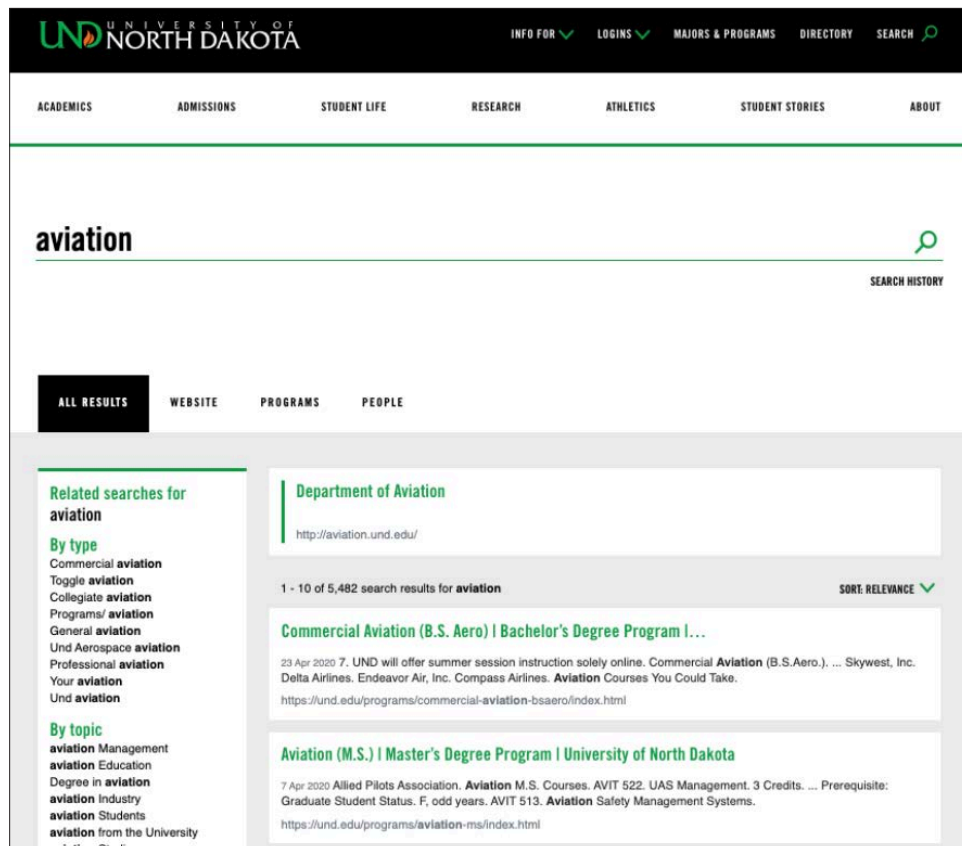 UND UNIVERSITY OF
NORTH DAKOTA
INFO FOR LOGINS MAJORS & PROGRAMS DIRECTORY SEARCH
ACADEMICS ADMISSIONS STUDENT LIFE RESEARCH ATHLETICS STUDENT STORIES ABOUT
aviation
SEARCH HISTORY
ALL RESULTS WEBSITE PROGRAMS PEOPLE
Related searches for
aviation
By type
Commercial aviation
Toggle aviation
Collegiate aviation
Programs/ aviation
General aviation
Und Aerospace aviation
Professional aviation
Your aviation
Und aviation
By topic
aviation Management
aviation Education
Degree in aviation
aviation Industry
aviation Students
aviation from the University
Department of Aviation
http://aviation.und.edu/
1 - 10 of 5,482 search results for aviation
SORT: RELEVANCE
Commercial Aviation (B.S. Aero) | Bachelor's Degree Program |...
23 Apr 2020 7. UND will offer summer session instruction solely online. Commercial Aviation (B.S.Aero.). ... Skywest, Inc.
Delta Airlines. Endeavor Air, Inc. Compass Airlines. Aviation Courses You Could Take.
https://und.edu/programs/commercial-aviation-bsaero/index.html
Aviation (M.S.) | Master's Degree Program | University of North Dakota
7 Apr 2020 Allied Pilots Association. Aviation M.S. Courses. AVIT 522. UAS Management. 3 Credits. ... Prerequisite:
Graduate Student Status. F, odd years. AVIT 513. Aviation Safety Management Systems.
https://und.edu/programs/aviation-ms/index.html